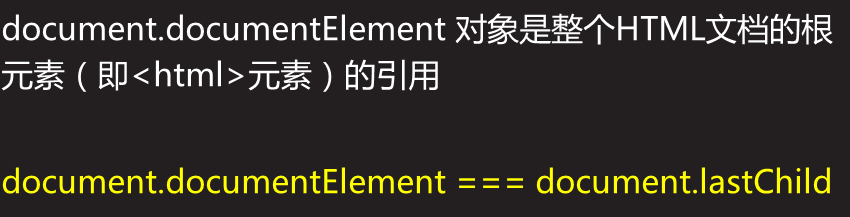 document.documentElement 对象是整个HTML文档的根
元素（即<html>元素）的引用
document.documentElement === document.lastChild